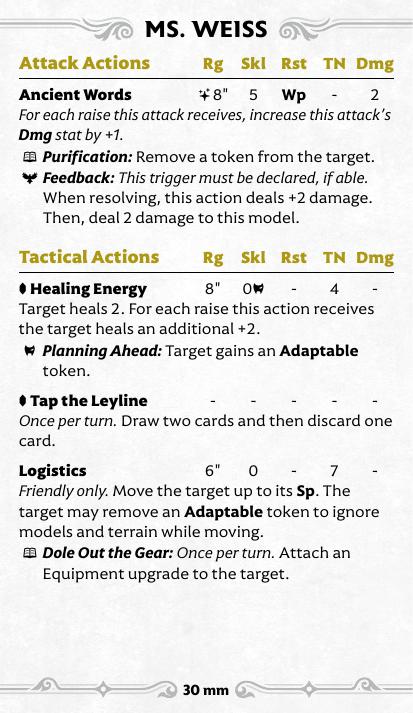 MS. WEISS
Attack Actions Rg Skl Rst TN Dmg
Ancient Words 8" 5 Wp - 2
For each raise this attack receives, increase this attack's
Dmg stat by +1.
Purification: Remove a token from the target.
Feedback: This trigger must be declared, if able.
When resolving, this action deals +2 damage.
Then, deal 2 damage to this model.
Tactical Actions Rg Skl Rst TN Dmg
Healing Energy 8" 0 - 4 -
Target heals 2. For each raise this action receives
the target heals an additional +2.
Planning Ahead: Target gains an Adaptable
token.
Tap the Leyline - - - - -
Once per turn. Draw two cards and then discard one
card.
Logistics 6" 0 - 7 -
Friendly only. Move the target up to its Sp. The
target may remove an Adaptable token to ignore
models and terrain while moving.
Dole Out the Gear: Once per turn. Attach an
Equipment upgrade to the target.
30 mm